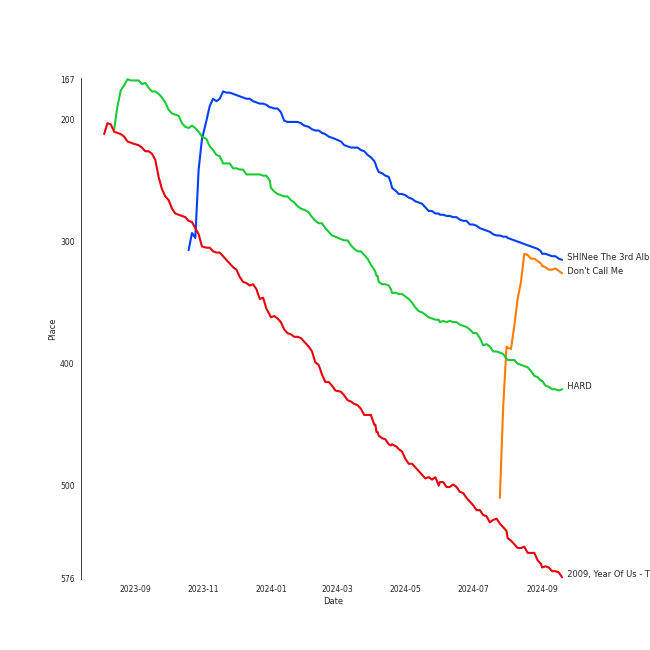 167
200
300
400
500
576
Place
2023-09
2023-11
2024-01
2024-03
2024-05
2024-07
2024-09
Date
SHINee The 3rd Alb
Don't Call Me
HARD
2009, Year Of Us - T